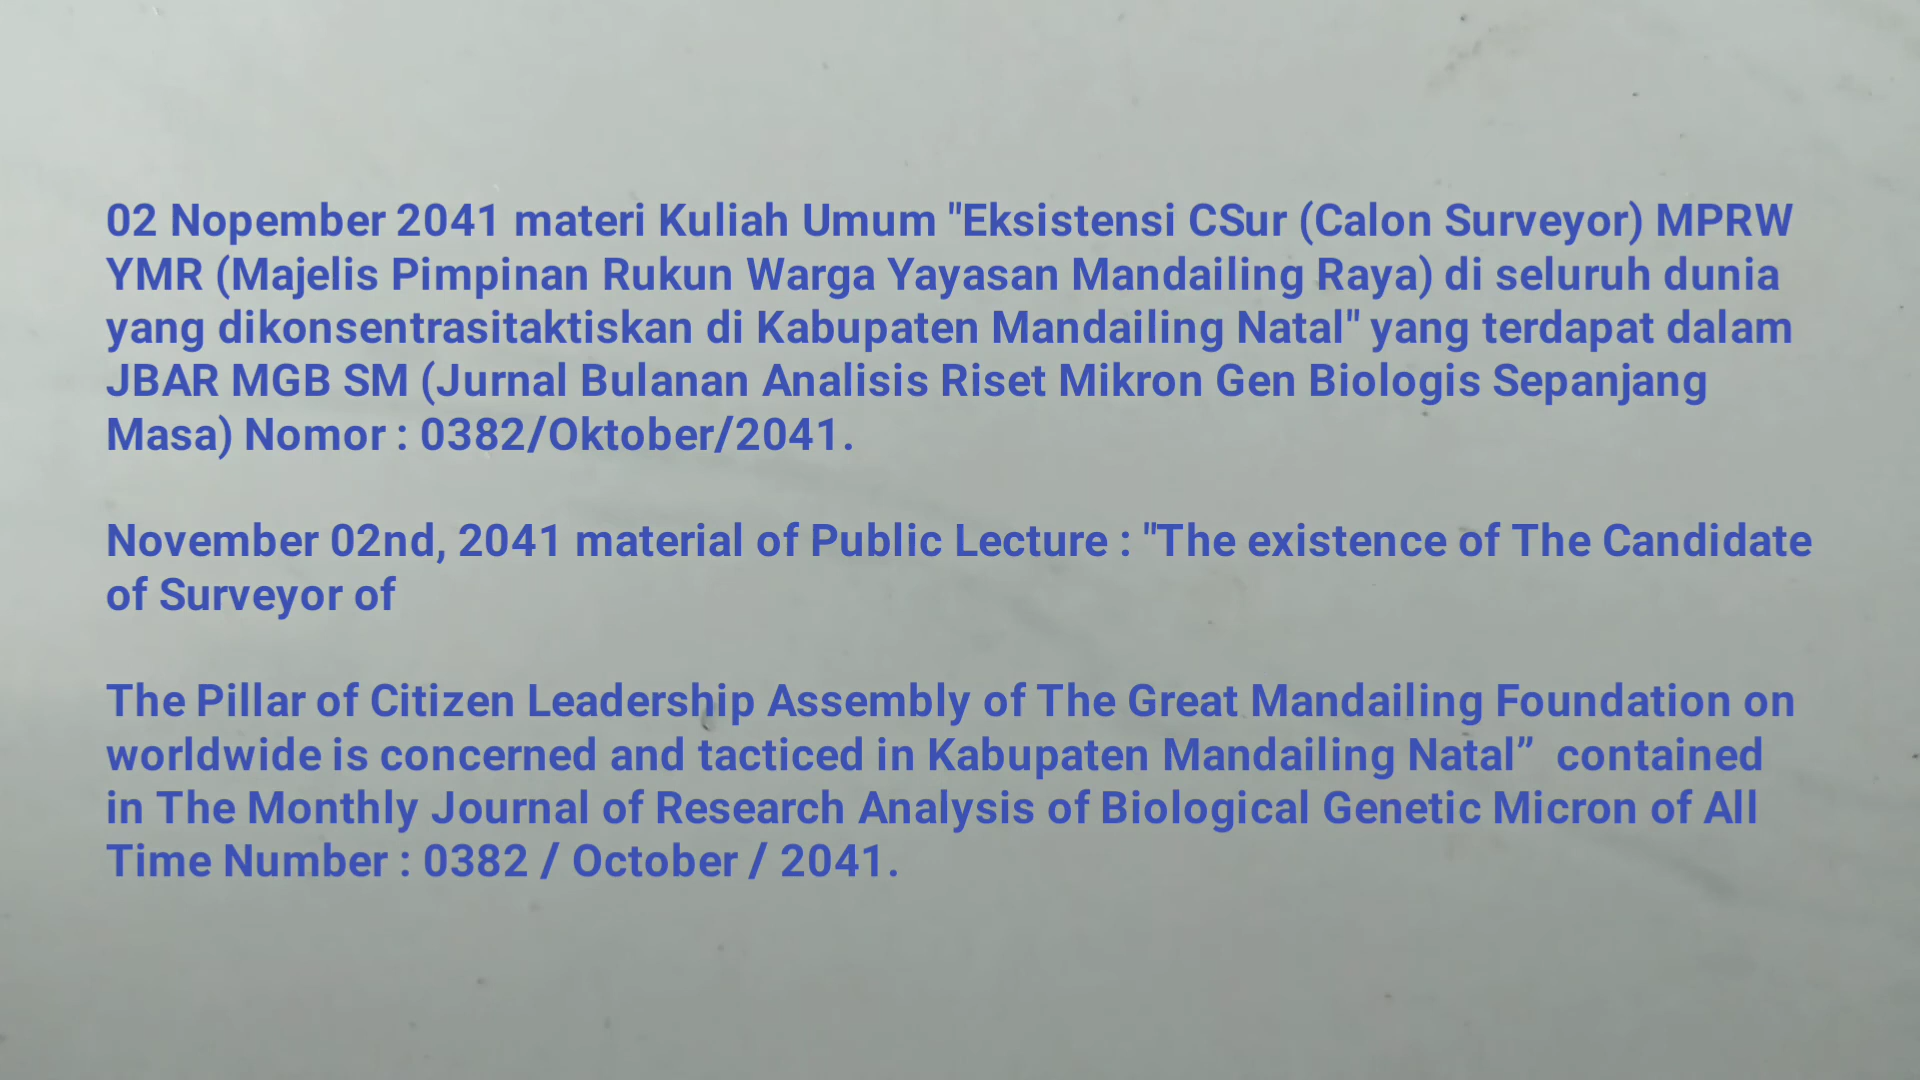 02 Nopember 2041 materi Kuliah Umum "Eksistensi CSur (Calon Surveyor) MPRW
YMR (Majelis Pimpinan Rukun Warga Yayasan Mandailing Raya) di seluruh dunia
yang dikonsentrasitaktiskan di Kabupaten Mandailing Natal" yang terdapat dalam
JBAR MGB SM (Jurnal Bulanan Analisis Riset Mikron Gen Biologis Sepanjang
Masa) Nomor : 0382/Oktober/2041.
November 02nd, 2041 material of Public Lecture : "The existence of The Candidate
of Surveyor of
The Pillar of Citizen Leadership Assembly of The Great Mandailing Foundation on
worldwide is concerned and tacticed in Kabupaten Mandailing Natal”  contained
in The Monthly Journal of Research Analysis of Biological Genetic Micron of All
Time Number : 0382 / October / 2041.